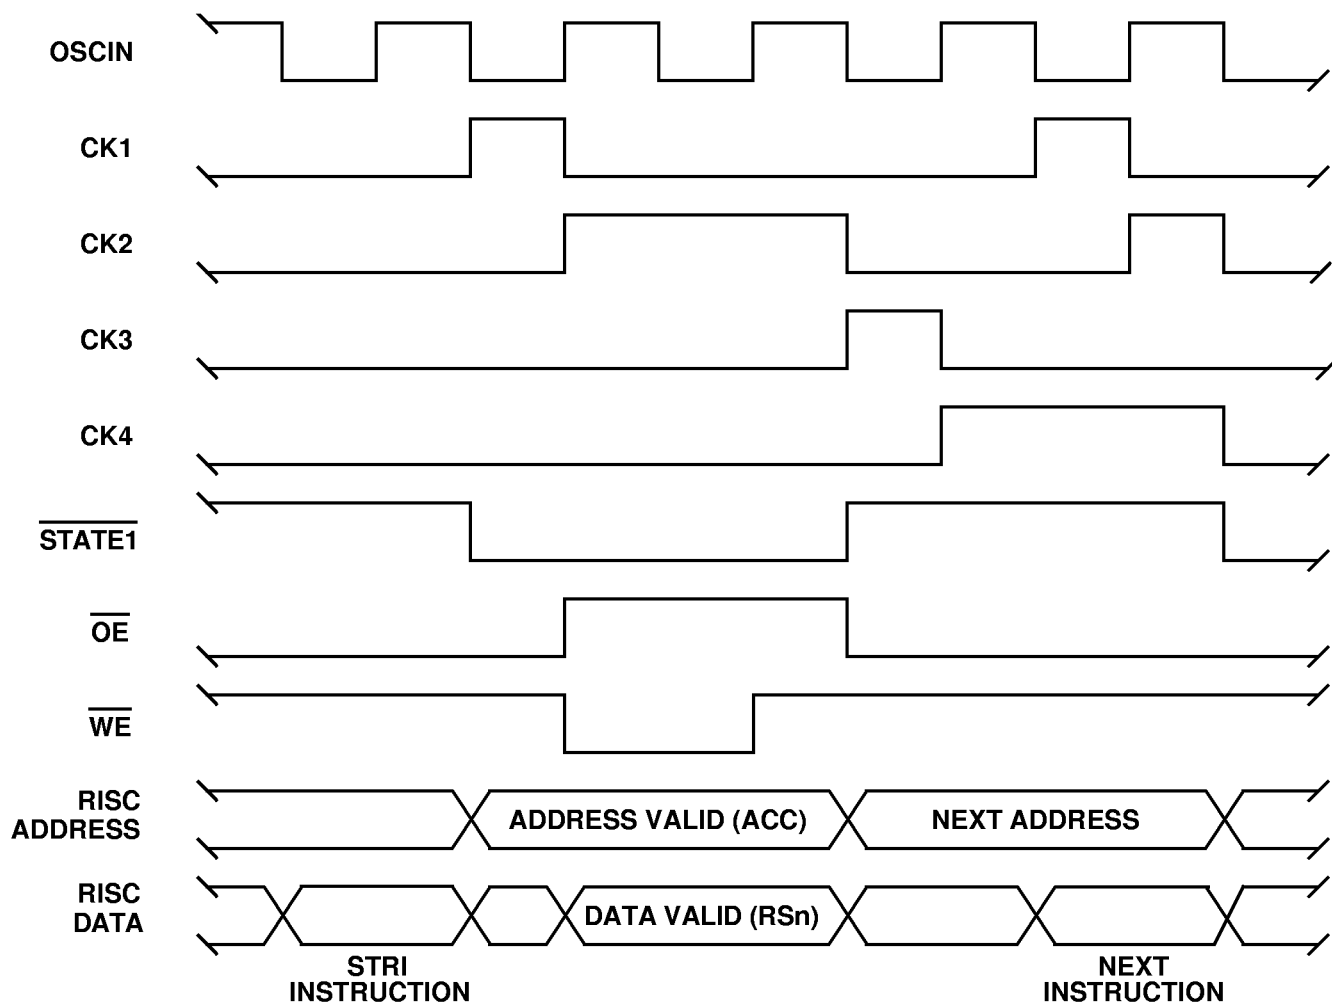 OSCIN
CK1
CK2
CK3
CK4
STATE1
OE
WE
RISC
ADDRESS
ADDRESS VALID (ACC)
NEXT ADDRESS
RISC
DATA
DATA VALID (RSn)
STRI
INSTRUCTION
NEXT
INSTRUCTION